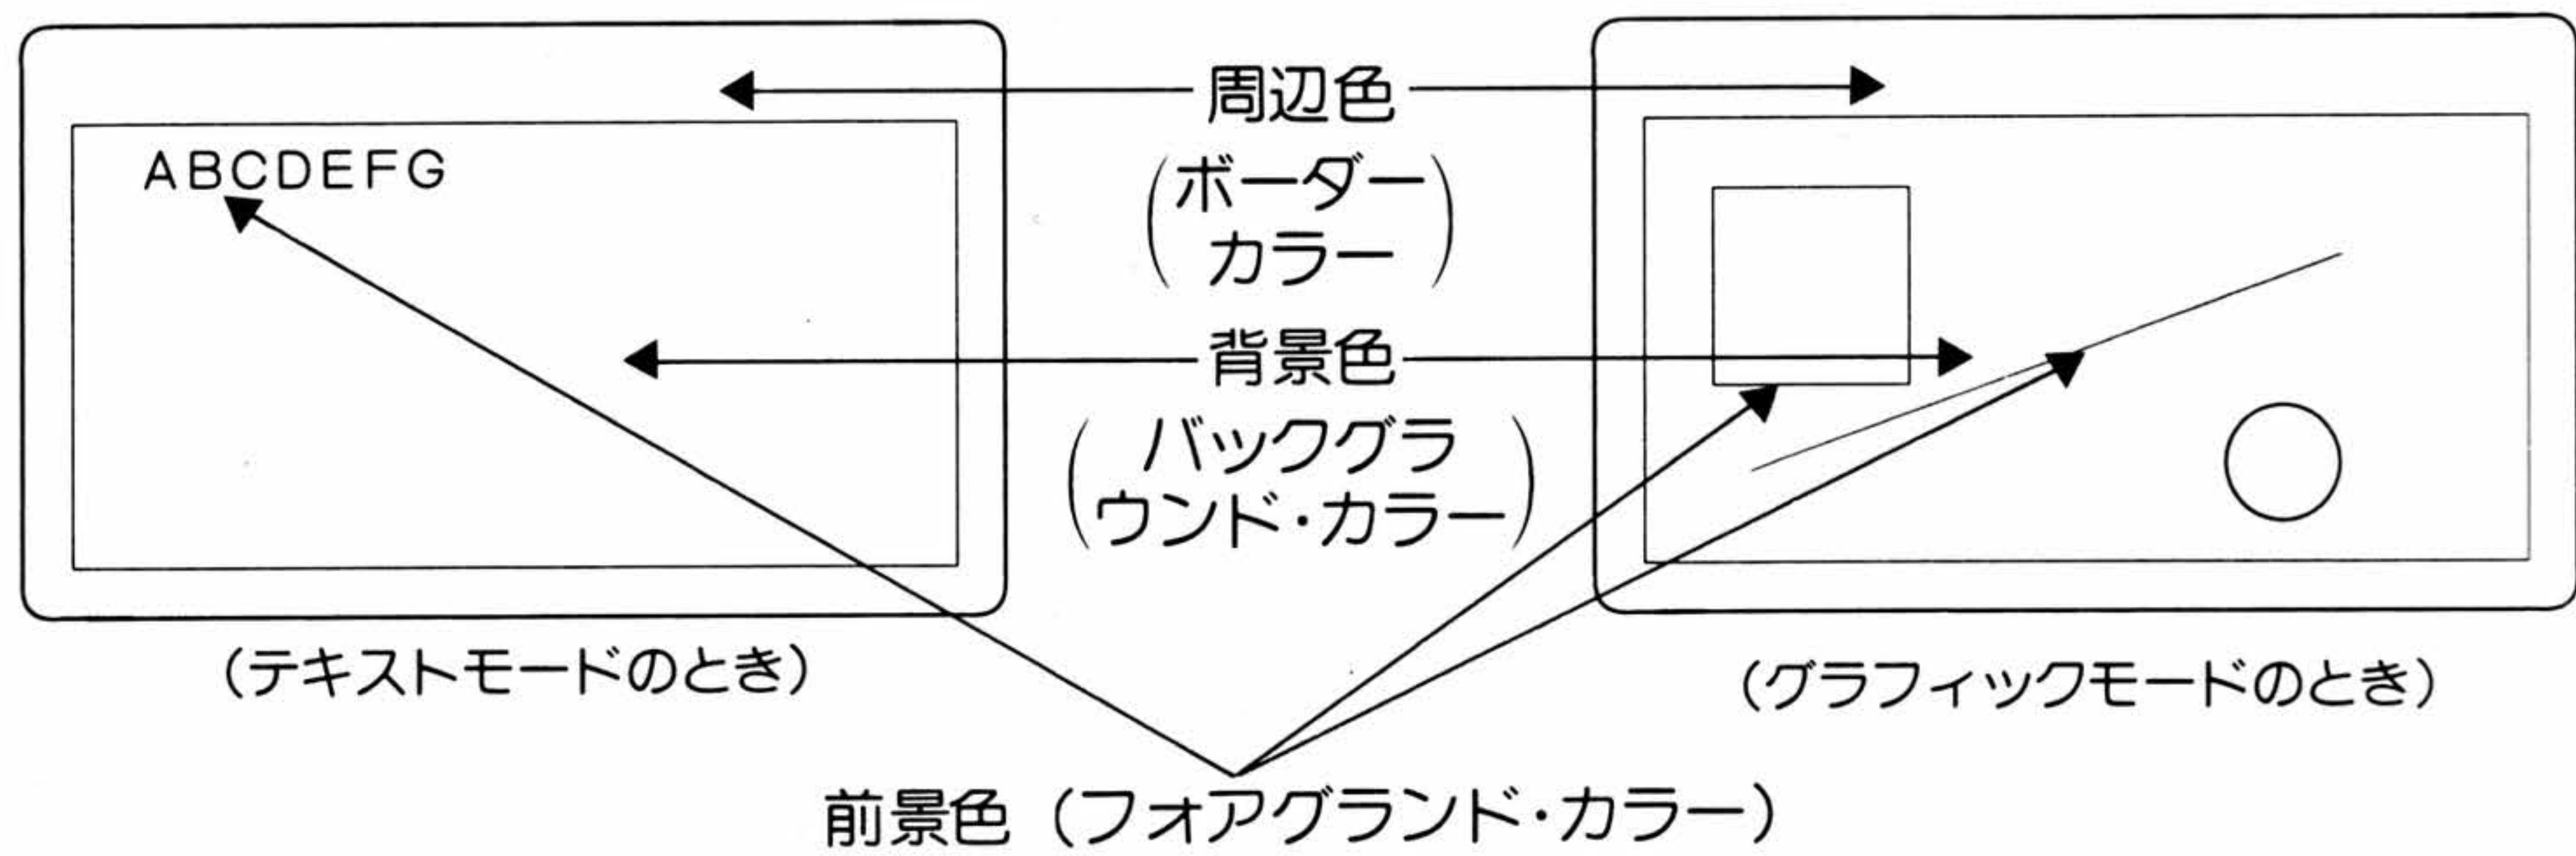 周辺色
(ボーダー
カラー)
ABCDEFG
背景色
(バックグラ
ウンド・カラー)
(テキストモードのとき)
(グラフィックモードのとき)
前景色(フォアグランド・カラー)